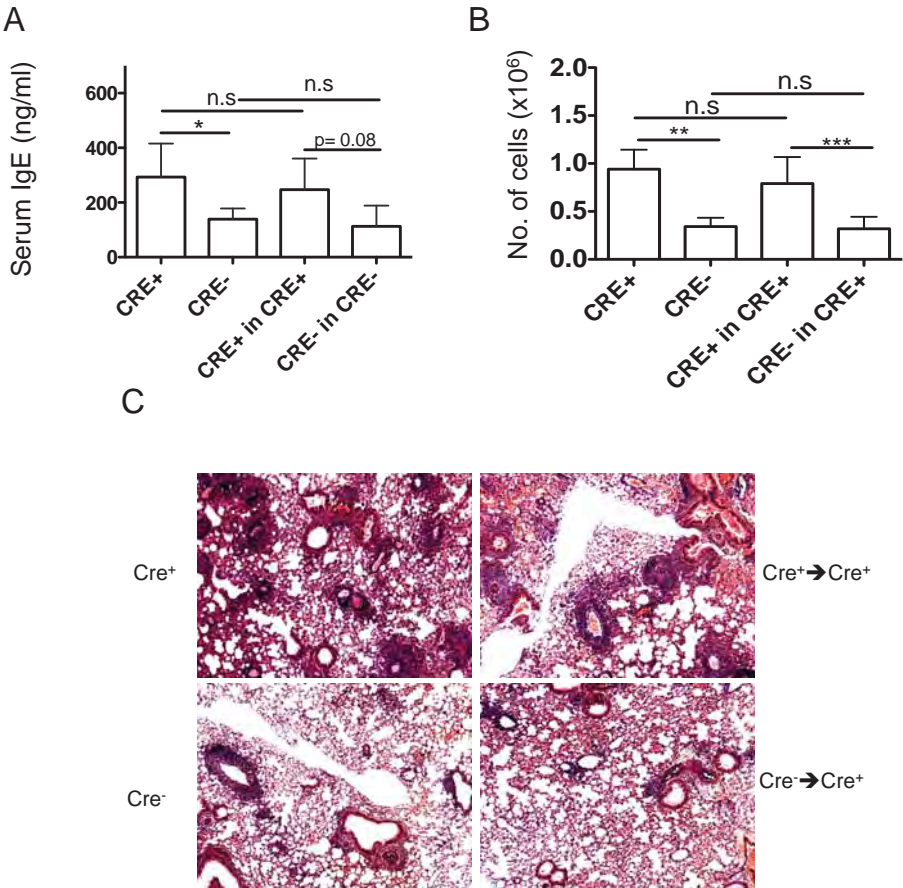 A
Serum IgE (ng/ml)
600
400
200
0
n.s
n.s
*
p= 0.08
CRE+
CRE-
CRE+ in CRE+
CRE- in CRE-
B
No. of cells (x10⁶)
2.0
1.5
1.0
0.5
0.0
n.s
n.s
**
***
CRE+
CRE-
CRE+ in CRE+
CRE- in CRE+
C
Cre⁺
Cre⁺➔Cre⁺
Cre⁻
Cre⁻➔Cre⁺